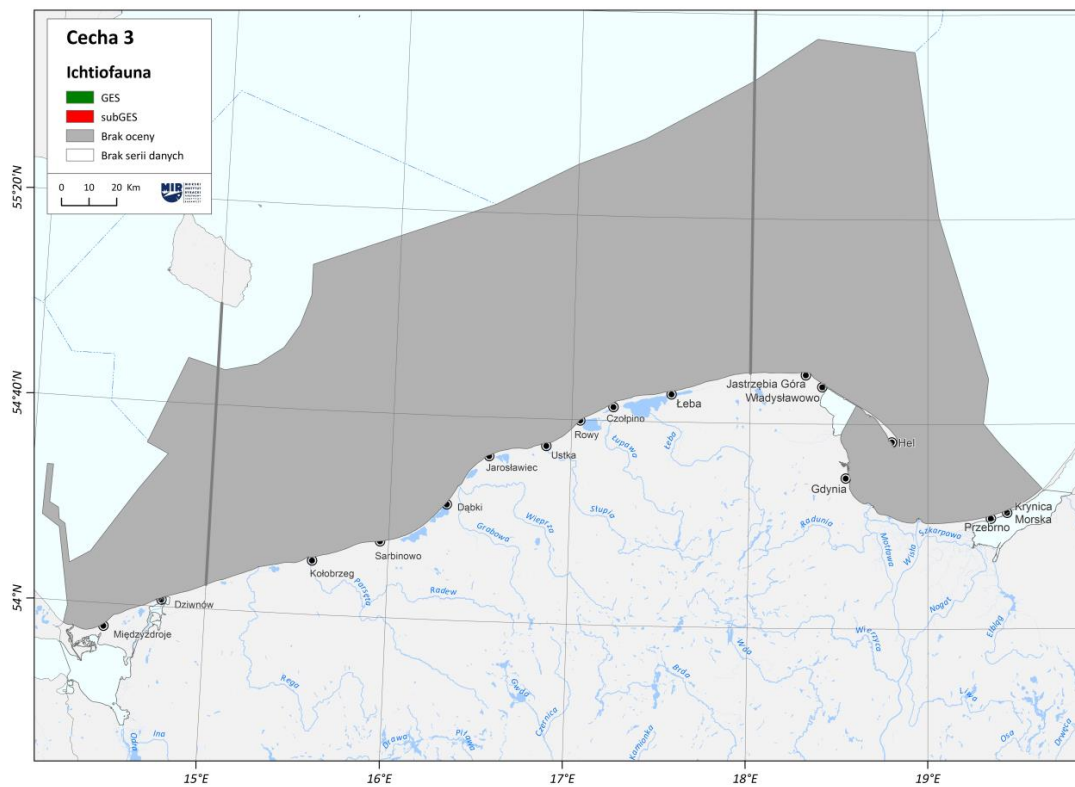 Cecha 3
Ichtiofauna
GES
subGES
Brak oceny
Brak serii danych
0 10 20 Km
MIR
55°20'N
54°40'N
54°N
Jastrzębia Góra
Władysławowo
Łeba
Czołpino
Rowy
Hel
Łupawa
Łeba
Ustka
Jarosławiec
Gdynia
Dąbki
Krynica
Morska
Przebrno
Wieprza
Słupia
Radunia
Motława
Wisła
Szkarpawa
Grabowa
Sarbinowo
Kołobrzeg
Parsęta
Radew
Dziwnów
Nogat
Elbląg
Międzyzdroje
Wierzyca
Wda
Brda
Rega
Gwda
Czernica
Liwa
Drwęca
Osa
Odra
Ina
Drawa
Piława
Kamionka
15°E 16°E 17°E 18°E 19°E